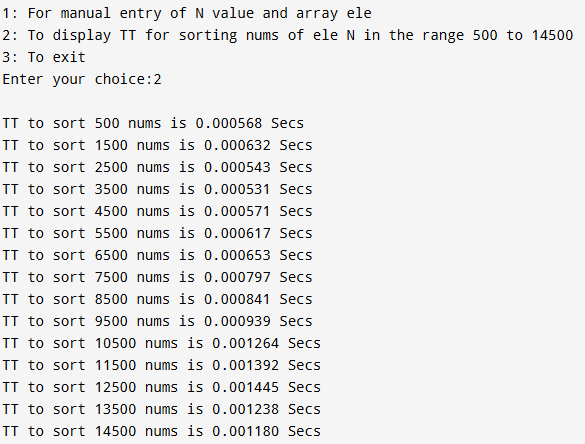 1: For manual entry of N value and array ele
2: To display TT for sorting nums of ele N in the range 500 to 14500
3: To exit
Enter your choice:2
TT to sort 500 nums is 0.000568 Secs
TT to sort 1500 nums is 0.000632 Secs
TT to sort 2500 nums is 0.000543 Secs
TT to sort 3500 nums is 0.000531 Secs
TT to sort 4500 nums is 0.000571 Secs
TT to sort 5500 nums is 0.000617 Secs
TT to sort 6500 nums is 0.000653 Secs
TT to sort 7500 nums is 0.000797 Secs
TT to sort 8500 nums is 0.000841 Secs
TT to sort 9500 nums is 0.000939 Secs
TT to sort 10500 nums is 0.001264 Secs
TT to sort 11500 nums is 0.001392 Secs
TT to sort 12500 nums is 0.001445 Secs
TT to sort 13500 nums is 0.001238 Secs
TT to sort 14500 nums is 0.001180 Secs